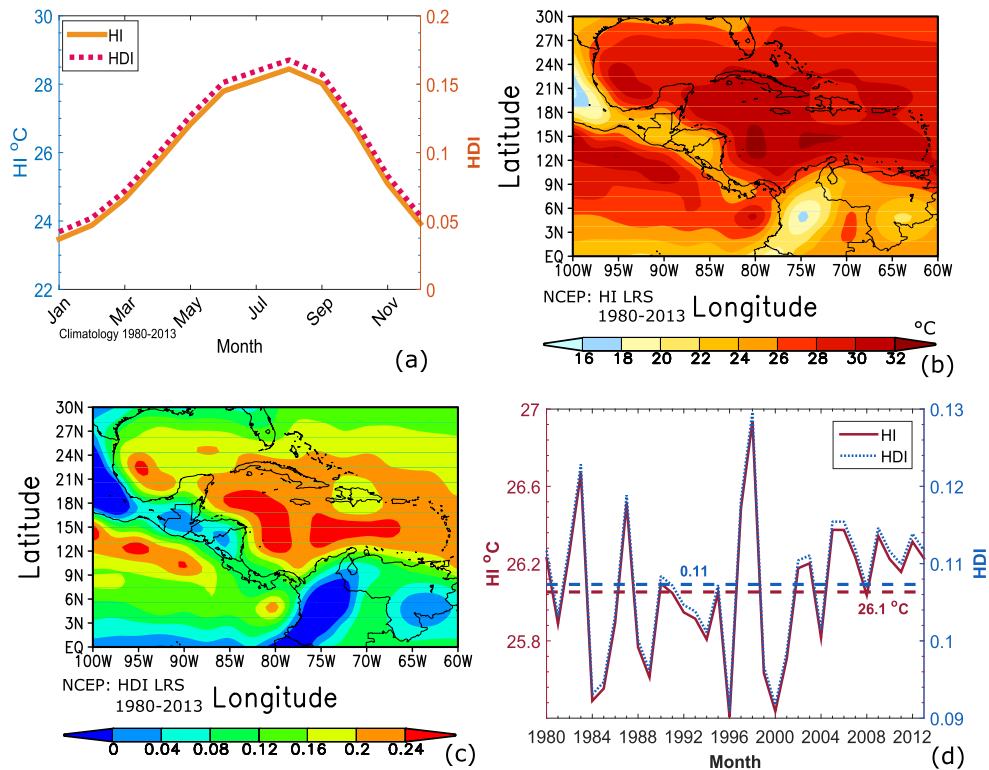 30
28
26
24
22
HI °C
0.2
0.15
0.1
0.05
0
HDI
HI
HDI
Jan
Mar
May
Jul
Sep
Nov
Climatology 1980-2013
Month
(a)
30N
27N
24N
21N
18N
15N
12N
9N
6N
3N
EQ
Latitude
100W 95W 90W 85W 80W 75W 70W 65W 60W
NCEP: HI LRS
1980-2013
Longitude
°C
16 18 20 22 24 26 28 30 32
(b)
30N
27N
24N
21N
18N
15N
12N
9N
6N
3N
EQ
Latitude
100W 95W 90W 85W 80W 75W 70W 65W 60W
NCEP: HDI LRS
1980-2013
Longitude
0 0.04 0.08 0.12 0.16 0.2 0.24
(c)
27
26.6
26.2
25.8
HI °C
0.13
0.12
0.11
0.1
0.09
HDI
HI
HDI
0.11
26.1 °C
1980 1984 1988 1992 1996 2000 2004 2008 2012
Month
(d)